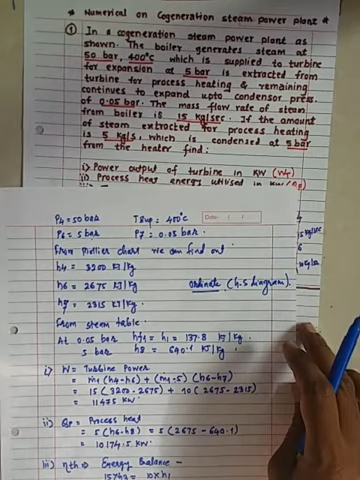 * Numerical on Cogeneration steam power plant *
① In a cogeneration steam power plant as
shown. The boiler generates steam at
50 bar, 400°C which is supplied to turbine
for expansion at 5 bar is extracted from
turbine for process heating & remaining
continues to expand upto condensor press.
of 0.05 bar. The mass flow rate of steam
from boiler is 15 kg/sec. If the amount
of steam extracted for process heating
is 5 kg/s, which is condensed at 5 bar
from the heater find:
i) Power output of turbine in kW (WT)
ii) Process heat energy utilised in kW
P4 = 50 bar TSup = 400°C
Date
P6 = 5 bar P7 = 0.05 bar
From Mollier chart we can find out
h4 = 3200 KJ/Kg
h6 = 2675 KJ/Kg Ordinate (h.s Diagram).
h7 = 2315 KJ/Kg.
From steam table.
At 0.05 bar hf1 = h1 = 137.8 KJ/Kg
5 bar h8 = 640.1 KJ/Kg.
i) W = Turbine Power
= m1 (h4-h6) + (m1-5) (h6-h7)
= 15 (3200-2675) + 10 (2675-2315)
= 11475 KW
ii) QP = Process heat
= 5 (h6-h8) = 5 (2675-640.1)
= 10174.5 KW.
iii) ηth ⇒ Energy Balance -